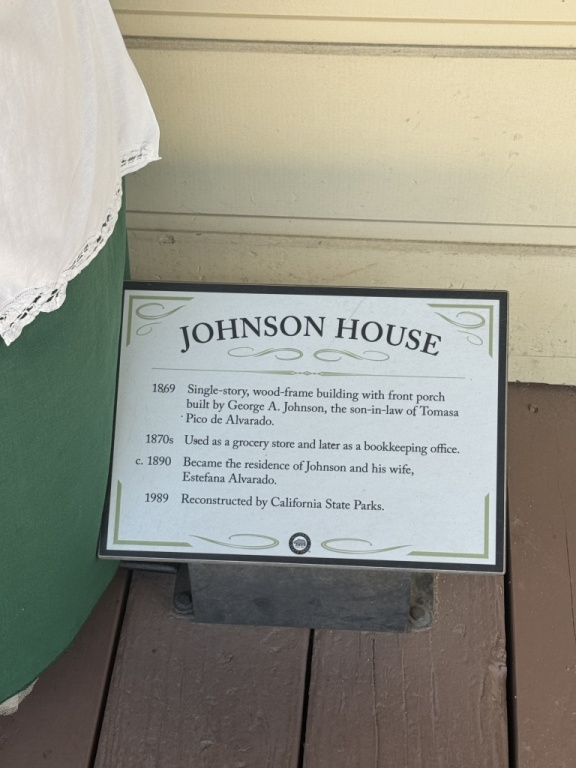 JOHNSON HOUSE
1869 Single-story, wood-frame building with front porch
built by George A. Johnson, the son-in-law of Tomasa
Pico de Alvarado.
1870s Used as a grocery store and later as a bookkeeping office.
c. 1890 Became the residence of Johnson and his wife,
Estefana Alvarado.
1989 Reconstructed by California State Parks.